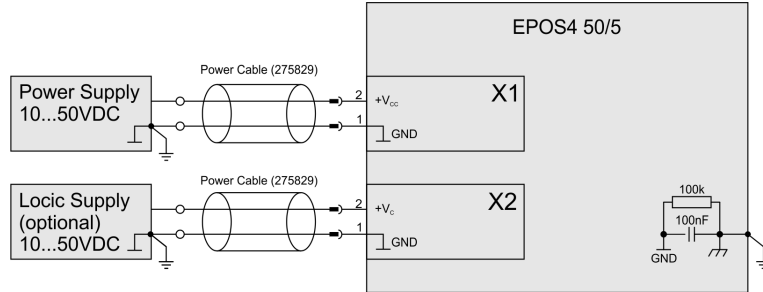 EPOS4 50/5
Power Cable (275829)
Power Supply
10...50VDC
2
+Vcc
X1
1
GND
Power Cable (275829)
Locic Supply
(optional)
10...50VDC
2
+Vc
X2
1
GND
100k
100nF
GND